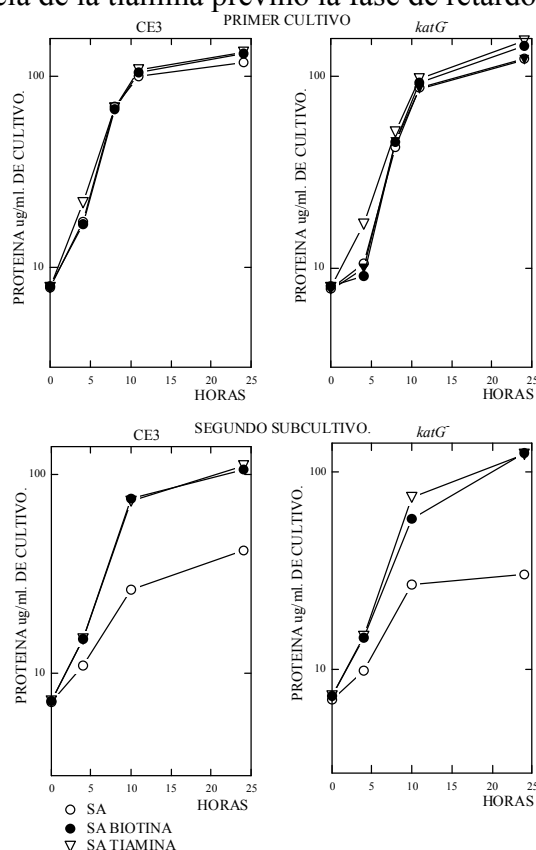 cia de la tiamina previno la fase de retardo
PRIMER CULTIVO
CE3
katG-
PROTEINA ug/ml. DE CULTIVO.
100
10
0 5 10 15 20 25
HORAS
PROTEINA ug/ml. DE CULTIVO.
100
10
0 5 10 15 20 25
HORAS
SEGUNDO SUBCULTIVO.
CE3
katG-
PROTEINA ug/ml. DE CULTIVO.
100
10
0 5 10 15 20 25
HORAS
PROTEINA ug/ml. DE CULTIVO.
100
10
0 5 10 15 20 25
HORAS
SA
SA BIOTINA
SA TIAMINA